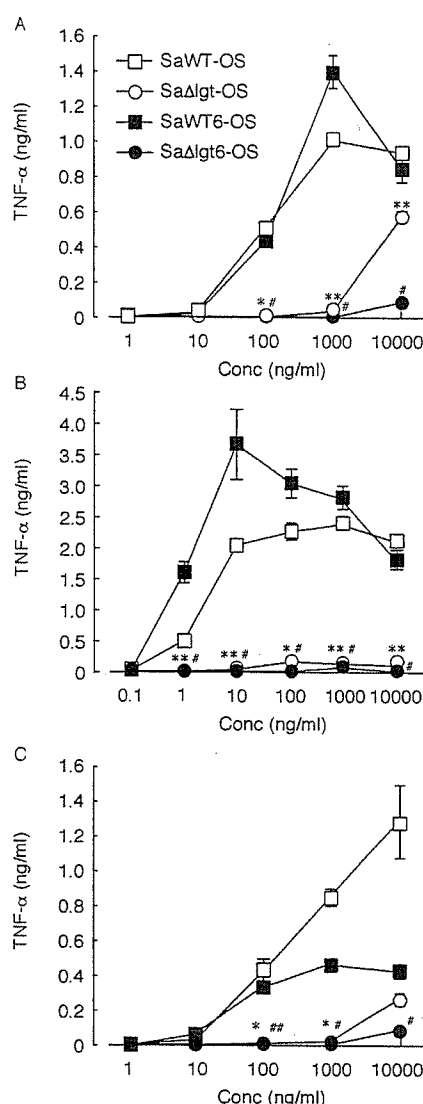 A
1.6
1.4
1.2
1.0
0.8
0.6
0.4
0.2
0
TNF-α (ng/ml)
SaWT-OS
SaΔlgt-OS
SaWT6-OS
SaΔlgt6-OS
* #
** #
**
#
1 10 100 1000 10000
Conc (ng/ml)
B
4.5
4.0
3.5
3.0
2.5
2.0
1.5
1.0
0.5
0
TNF-α (ng/ml)
** # ** # * # ** # ** #
0.1 1 10 100 1000 10000
Conc (ng/ml)
C
1.6
1.4
1.2
1.0
0.8
0.6
0.4
0.2
0
TNF-α (ng/ml)
* ## * # #
1 10 100 1000 10000
Conc (ng/ml)